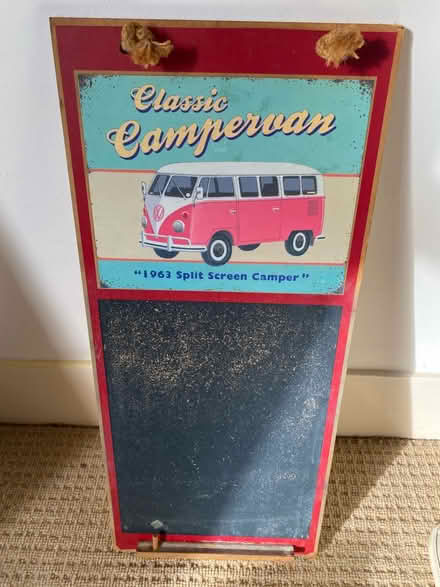 Classic
Campervan
"1963 Split Screen Camper"